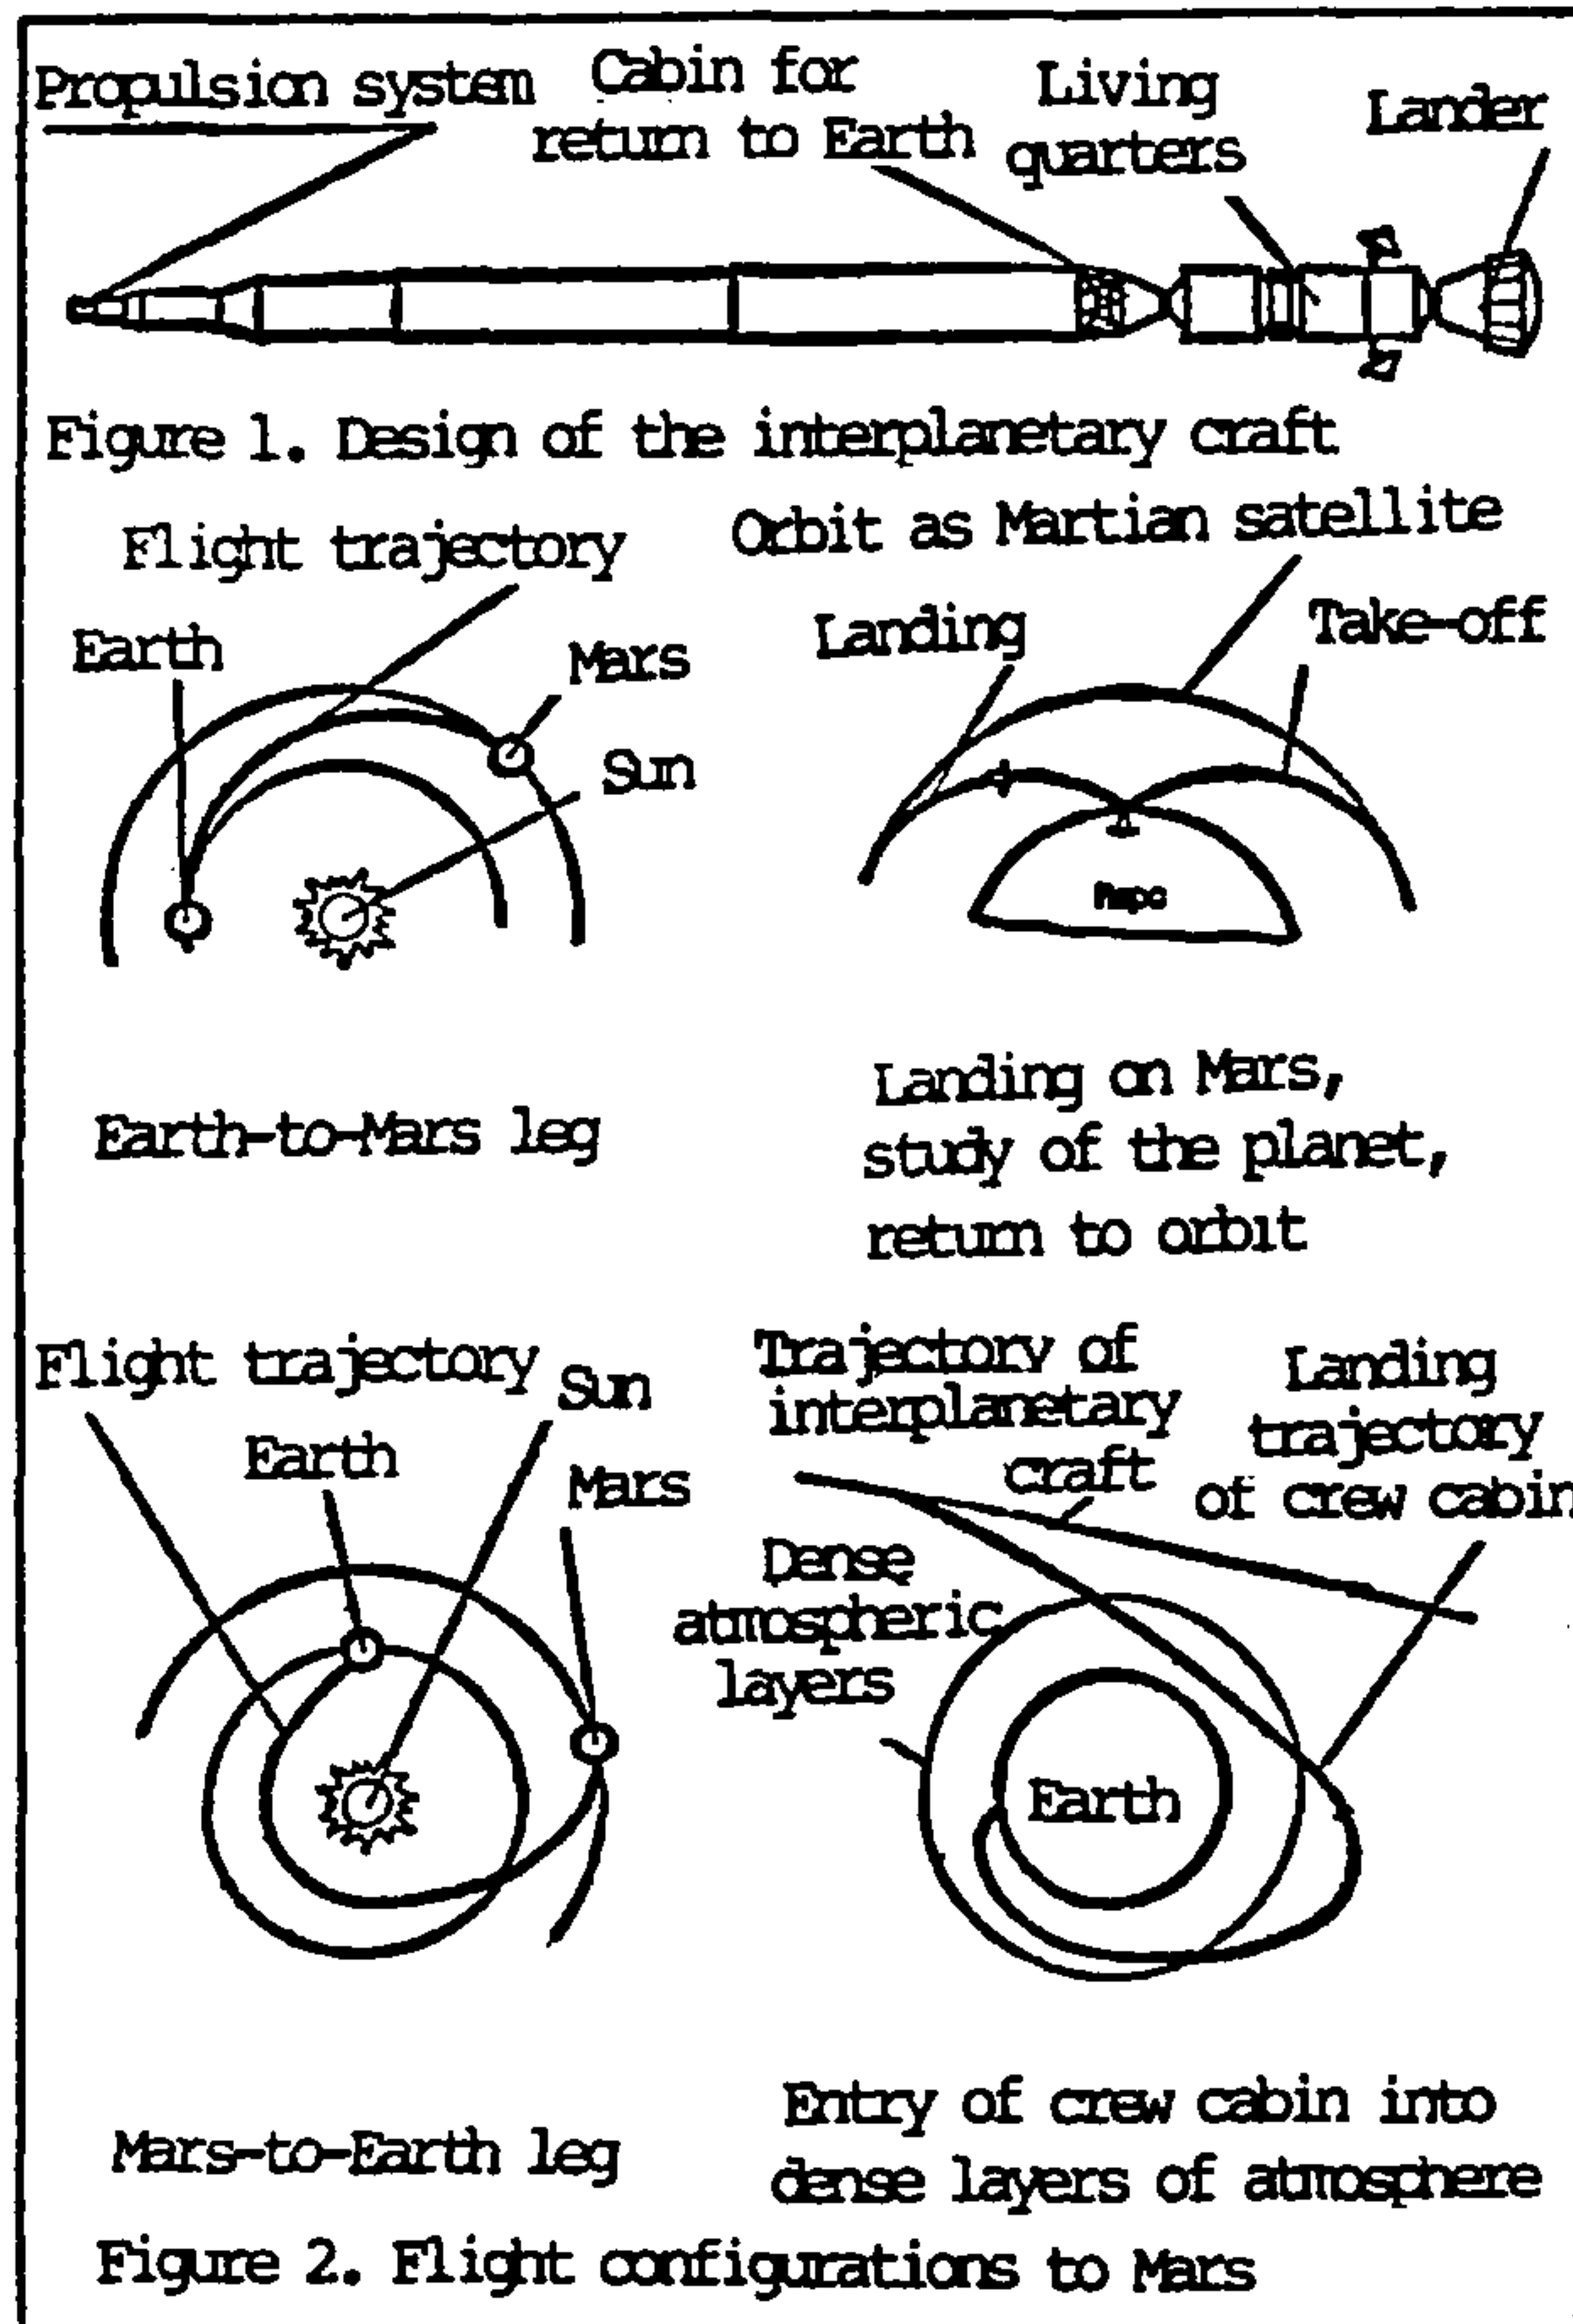 Propulsion system
Cabin for
return to Earth
Living
quarters
Lander
Figure 1. Design of the interplanetary craft
Flight trajectory
Earth
Mars
Sun
Orbit as Martian satellite
Landing
Take-off
Марс
Earth-to-Mars leg
Landing on Mars,
study of the planet,
return to orbit
Flight trajectory
Sun
Earth
Mars
Trajectory of
interplanetary
craft
Landing
trajectory
of crew cabin
Dense
atmospheric
layers
Earth
Mars-to-Earth leg
Entry of crew cabin into
dense layers of atmosphere
Figure 2. Flight configurations to Mars